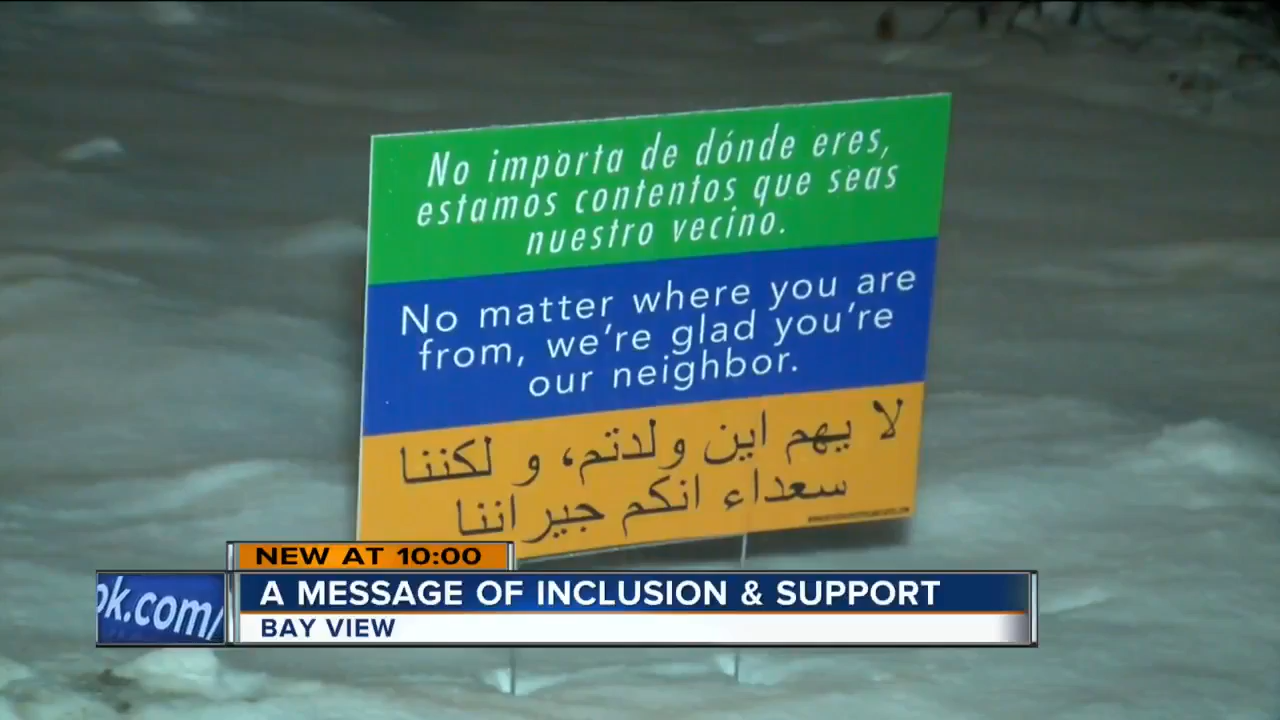 No importa de dónde eres,
estamos contentos que seas
nuestro vecino.
No matter where you are
from, we're glad you're
our neighbor.
لا يهم اين ولدتم، و لكننا
سعداء انكم جيراننا
NEW AT 10:00
ok.com/
A MESSAGE OF INCLUSION & SUPPORT
BAY VIEW